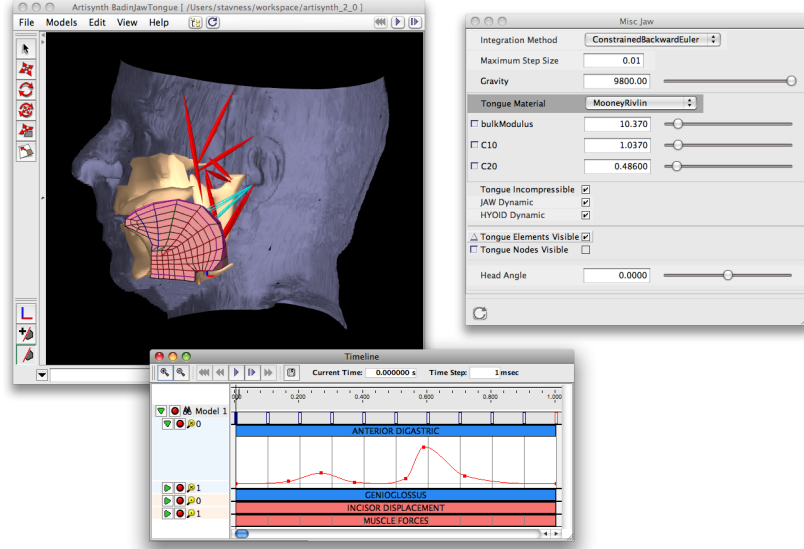 Artisynth BadinJawTongue [ /Users/stavness/workspace/artisynth_2_0 ]
File Models Edit View Help
Misc Jaw
Integration Method ConstrainedBackwardEuler
Maximum Step Size 0.01
Gravity 9800.00
Tongue Material MooneyRivlin
bulkModulus 10.370
C10 1.0370
C20 0.48600
Tongue Incompressible
JAW Dynamic
HYOID Dynamic
Tongue Elements Visible
Tongue Nodes Visible
Head Angle 0.0000
Timeline
Current Time: 0.000000 s Time Step: 1 msec
0.200 0.400 0.600 0.800 1.000
Model 1
0
ANTERIOR DIGASTRIC
1
GENIOGLOSSUS
0
INCISOR DISPLACEMENT
1
MUSCLE FORCES